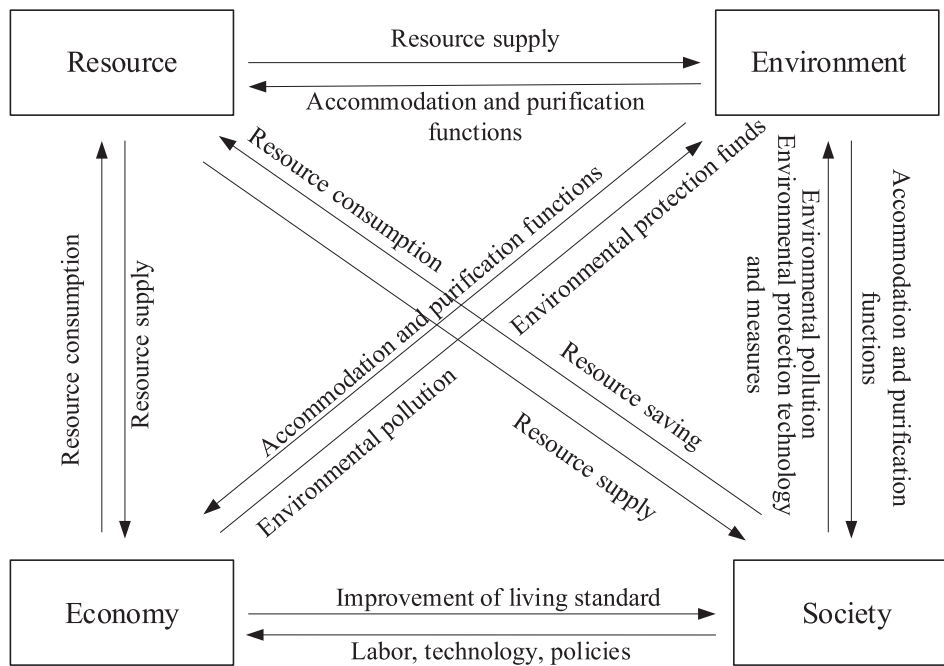 Resource
Resource supply
Environment
Accommodation and purification
functions
Resource consumption
Resource saving
Resource supply
Accommodation and purification functions
Environmental pollution
Environmental protection funds
Resource consumption
Resource supply
Environmental pollution
Environmental protection technology
and measures
Accommodation and purification
functions
Economy
Improvement of living standard
Labor, technology, policies
Society